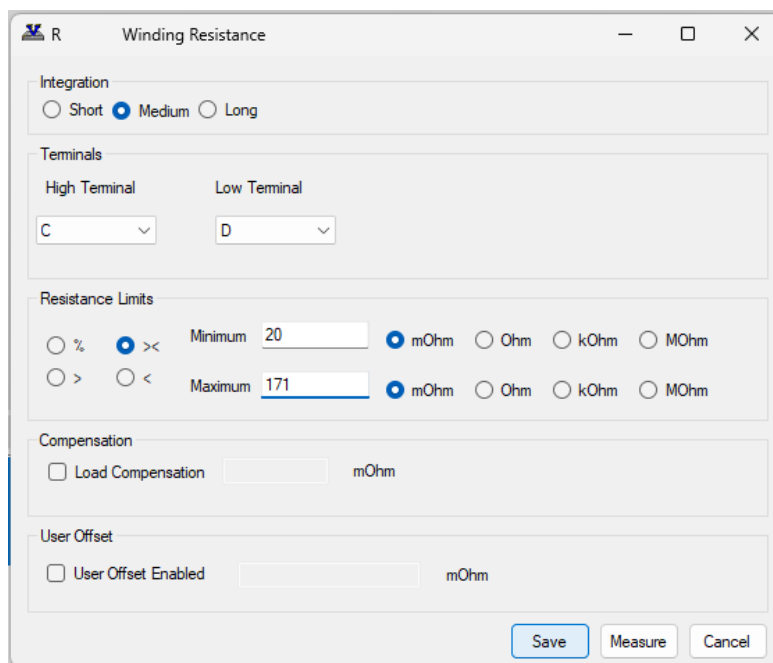 R Winding Resistance
Integration
Short Medium Long
Terminals
High Terminal Low Terminal
C D
Resistance Limits
% >< Minimum 20 mOhm Ohm kOhm MOhm
> < Maximum 171 mOhm Ohm kOhm MOhm
Compensation
Load Compensation mOhm
User Offset
User Offset Enabled mOhm
Save Measure Cancel